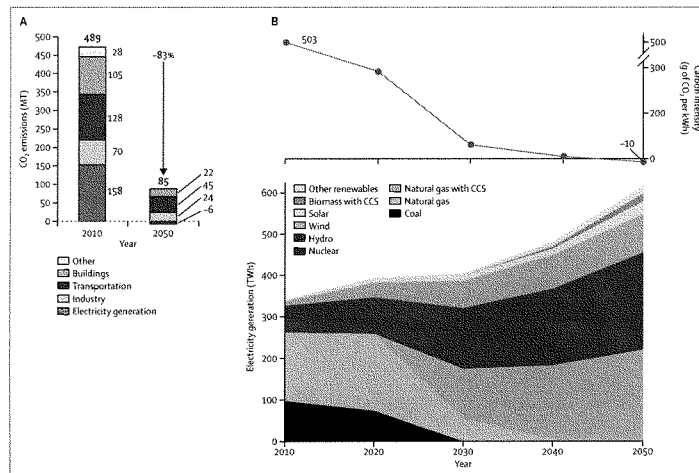 A
489
CO₂ emissions (MT)
500
450
400
350
300
250
200
150
100
50
0
28
105
128
70
158
–83%
85
22
45
24
–6
2010
2050
Year
Other
Buildings
Transportation
Industry
Electricity generation
B
503
500
300
200
–10
0
Carbon intensity
(g of CO₂ per kWh)
Electricity generation (TWh)
600
500
400
300
200
100
0
Other renewables
Biomass with CCS
Solar
Wind
Hydro
Nuclear
Natural gas with CCS
Natural gas
Coal
2010
2020
2030
2040
2050
Year